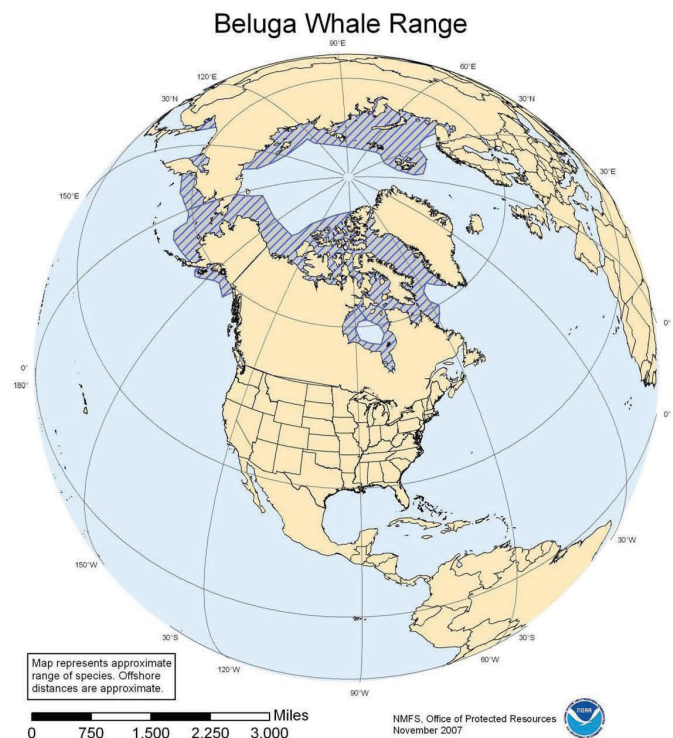 Beluga Whale Range
90°E
120°E
60°E
30°N
30°N
150°E
30°E
0°
0°
180°
0°
150°W
30°W
30°S
30°S
120°W
60°W
90°W
Map represents approximate
range of species. Offshore
distances are approximate.
Miles
0 750 1,500 2,250 3,000
NMFS, Office of Protected Resources
November 2007
NOAA